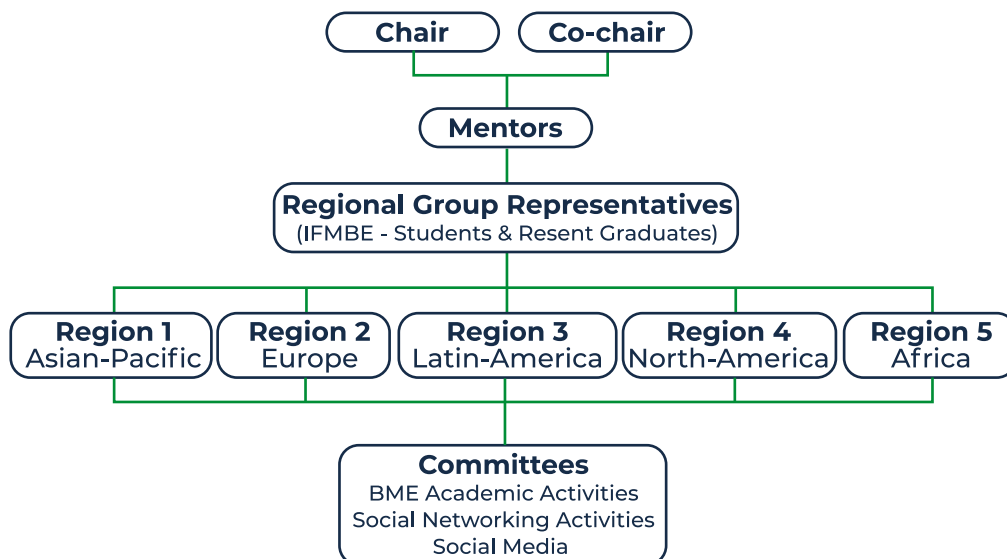 Chair
Co-chair
Mentors
Regional Group Representatives
(IFMBE - Students & Resent Graduates)
Region 1
Asian-Pacific
Region 2
Europe
Region 3
Latin-America
Region 4
North-America
Region 5
Africa
Committees
BME Academic Activities
Social Networking Activities
Social Media